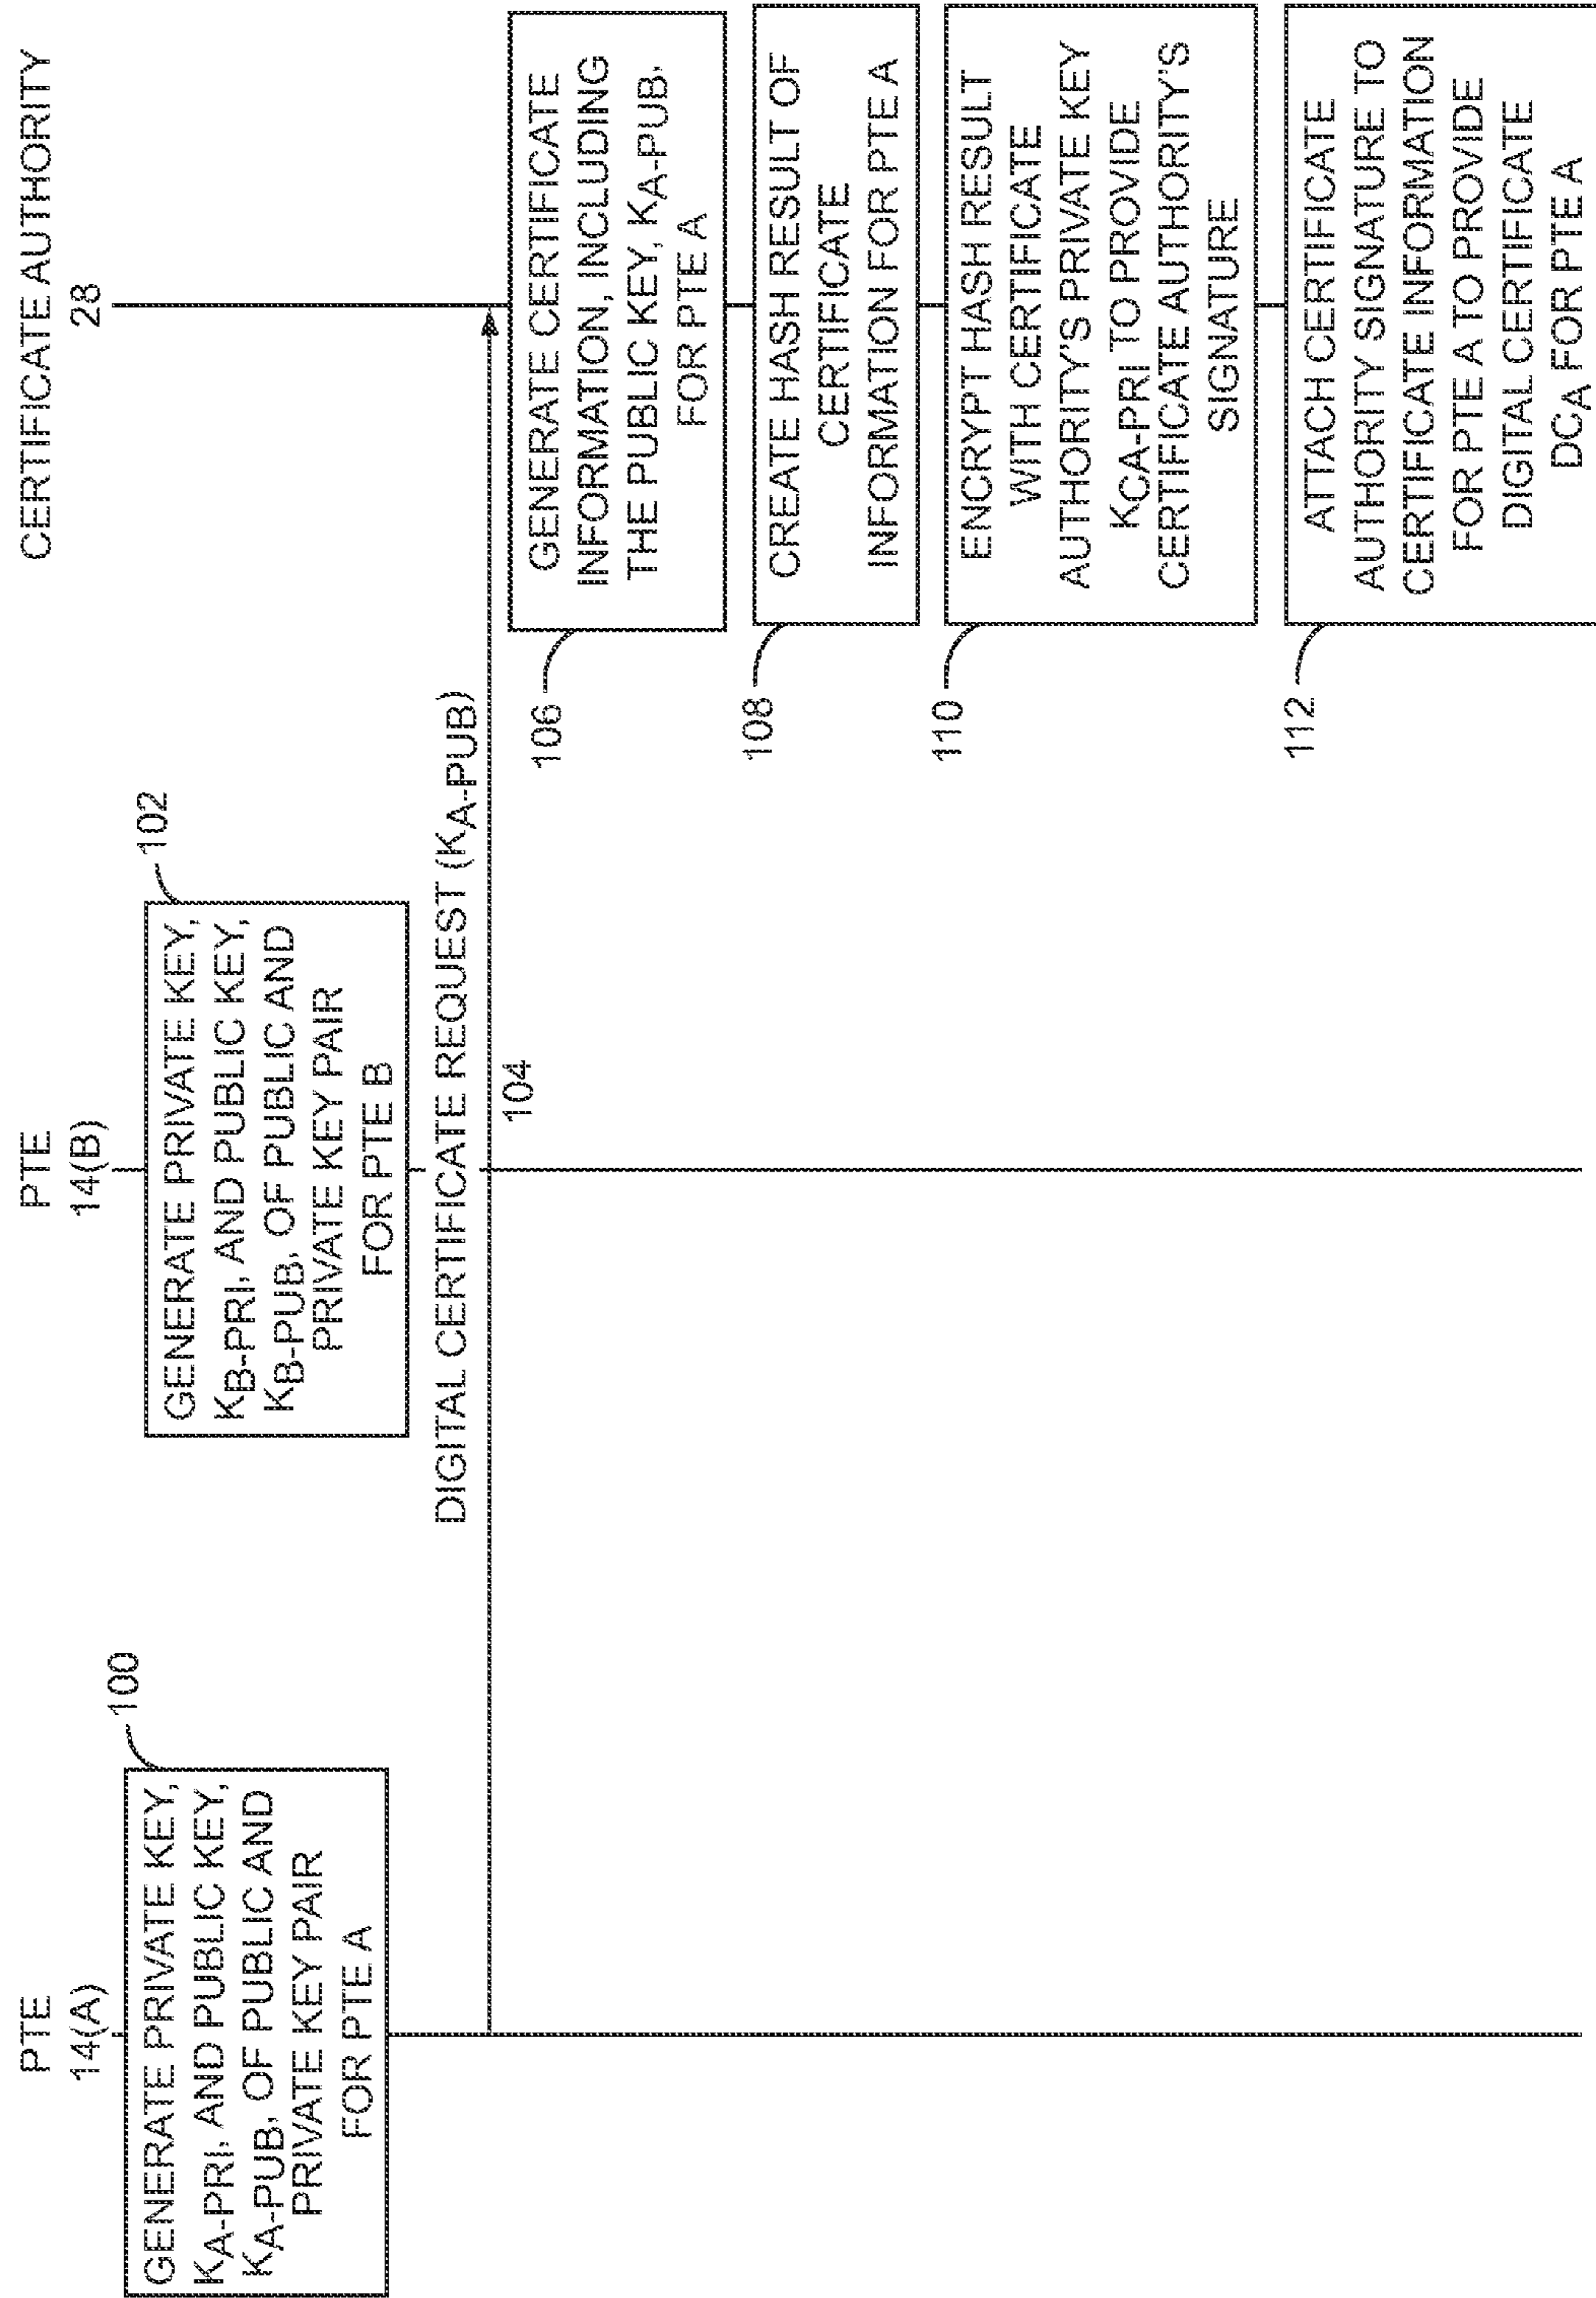 PTE
14(A)
PTE
14(B)
CERTIFICATE AUTHORITY
28
100
GENERATE PRIVATE KEY,
KA-PRI, AND PUBLIC KEY,
KA-PUB, OF PUBLIC AND
PRIVATE KEY PAIR
FOR PTE A
102
GENERATE PRIVATE KEY,
KB-PRI, AND PUBLIC KEY,
KB-PUB, OF PUBLIC AND
PRIVATE KEY PAIR
FOR PTE B
DIGITAL CERTIFICATE REQUEST (KA-PUB)
104
106
GENERATE CERTIFICATE
INFORMATION, INCLUDING
THE PUBLIC KEY, KA-PUB,
FOR PTE A
108
CREATE HASH RESULT OF
CERTIFICATE
INFORMATION FOR PTE A
110
ENCRYPT HASH RESULT
WITH CERTIFICATE
AUTHORITY'S PRIVATE KEY
KCA-PRI TO PROVIDE
CERTIFICATE AUTHORITY'S
SIGNATURE
112
ATTACH CERTIFICATE
AUTHORITY SIGNATURE TO
CERTIFICATE INFORMATION
FOR PTE A TO PROVIDE
DIGITAL CERTIFICATE
DCA FOR PTE A